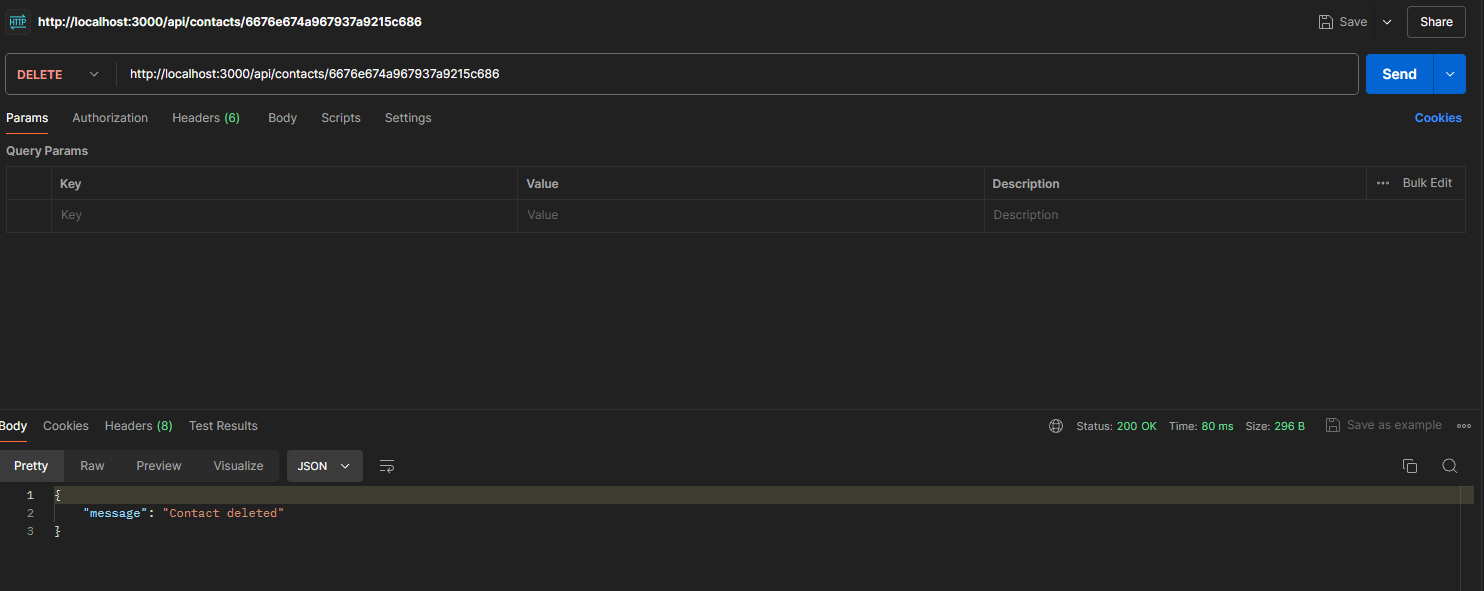 HTTP http://localhost:3000/api/contacts/6676e674a967937a9215c686 Save Share
DELETE http://localhost:3000/api/contacts/6676e674a967937a9215c686 Send
Params Authorization Headers (6) Body Scripts Settings Cookies
Query Params
Key Value Description ••• Bulk Edit
Key Value Description
Body Cookies Headers (8) Test Results Status: 200 OK Time: 80 ms Size: 296 B Save as example
Pretty Raw Preview Visualize JSON
1 {
2 "message": "Contact deleted"
3 }